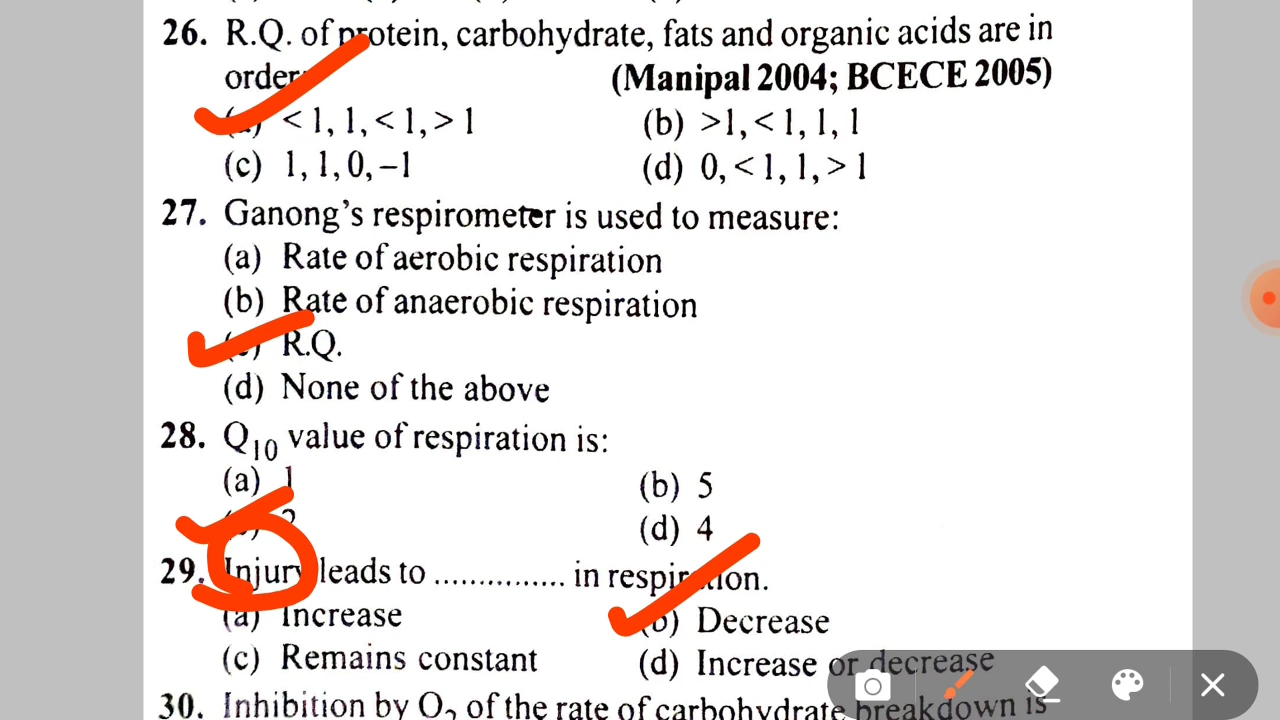 26. R.Q. of protein, carbohydrate, fats and organic acids are in
order (Manipal 2004; BCECE 2005)
< 1, 1, < 1, > 1 (b) >1, < 1, 1, 1
(c) 1, 1, 0, –1 (d) 0, < 1, 1, > 1
27. Ganong's respirometer is used to measure:
(a) Rate of aerobic respiration
(b) Rate of anaerobic respiration
R.Q.
(d) None of the above
28. Q10 value of respiration is:
(a) 1 (b) 5
(d) 4
29. Injury leads to ............... in respiration.
(a) Increase (b) Decrease
(c) Remains constant (d) Increase or decrease
30. Inhibition by O2 of the rate of carbohydrate breakdown is